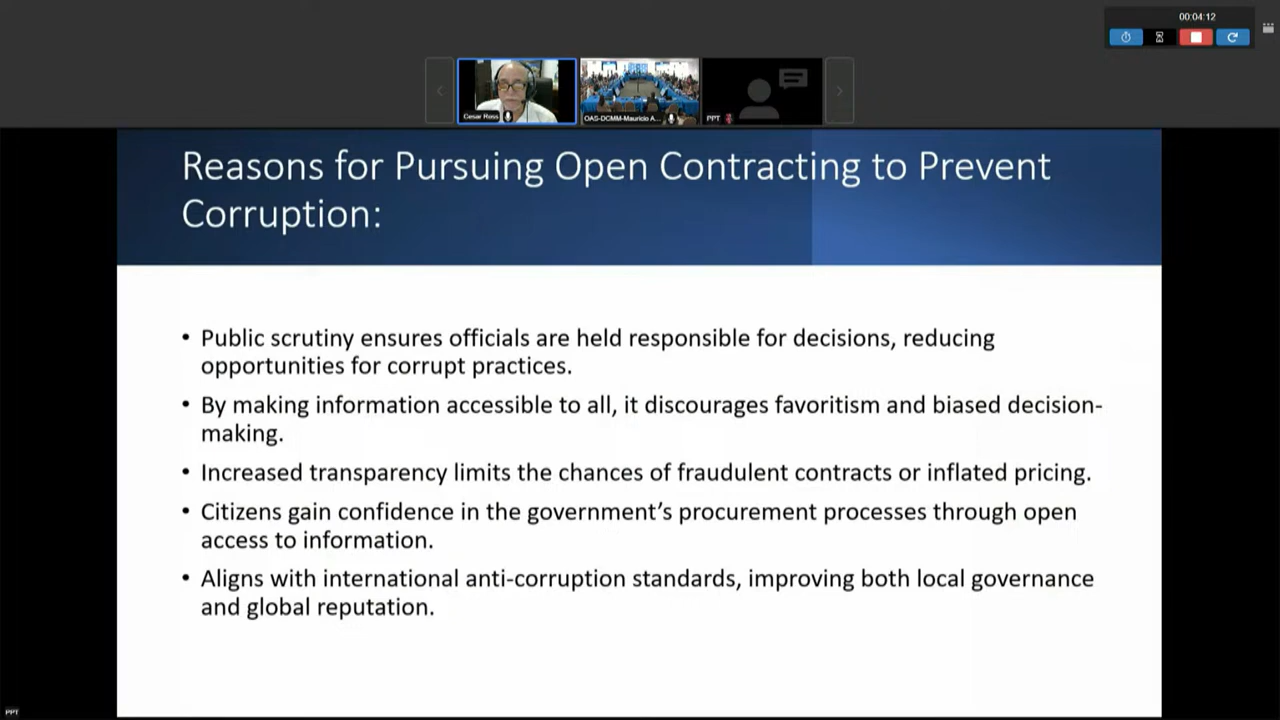 00:04:12
Cesar Ross
OAS-DCMM-Mauricio A...
PPT
Reasons for Pursuing Open Contracting to Prevent
Corruption:
• Public scrutiny ensures officials are held responsible for decisions, reducing
opportunities for corrupt practices.
• By making information accessible to all, it discourages favoritism and biased decision-
making.
• Increased transparency limits the chances of fraudulent contracts or inflated pricing.
• Citizens gain confidence in the government’s procurement processes through open
access to information.
• Aligns with international anti-corruption standards, improving both local governance
and global reputation.
PPT